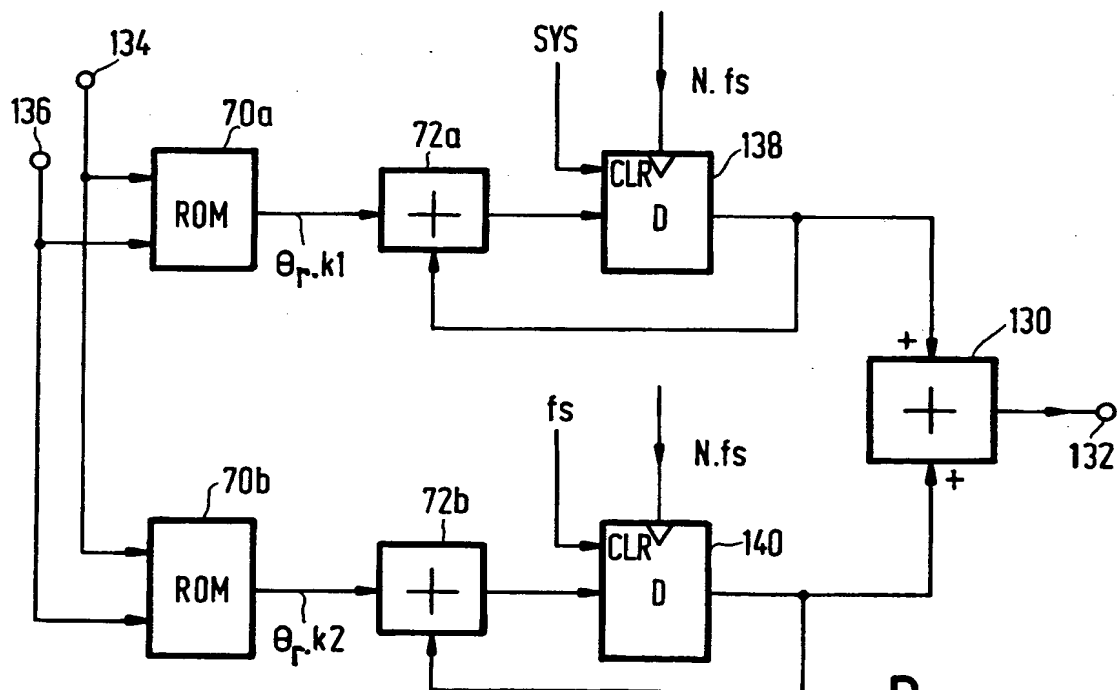 134
SYS
N. fs
136
70a
72a
138
CLR
ROM
+
D
θr.k1
+
130
+
fs
N.fs
132
+
70b
72b
CLR
140
ROM
+
D
θr.k2